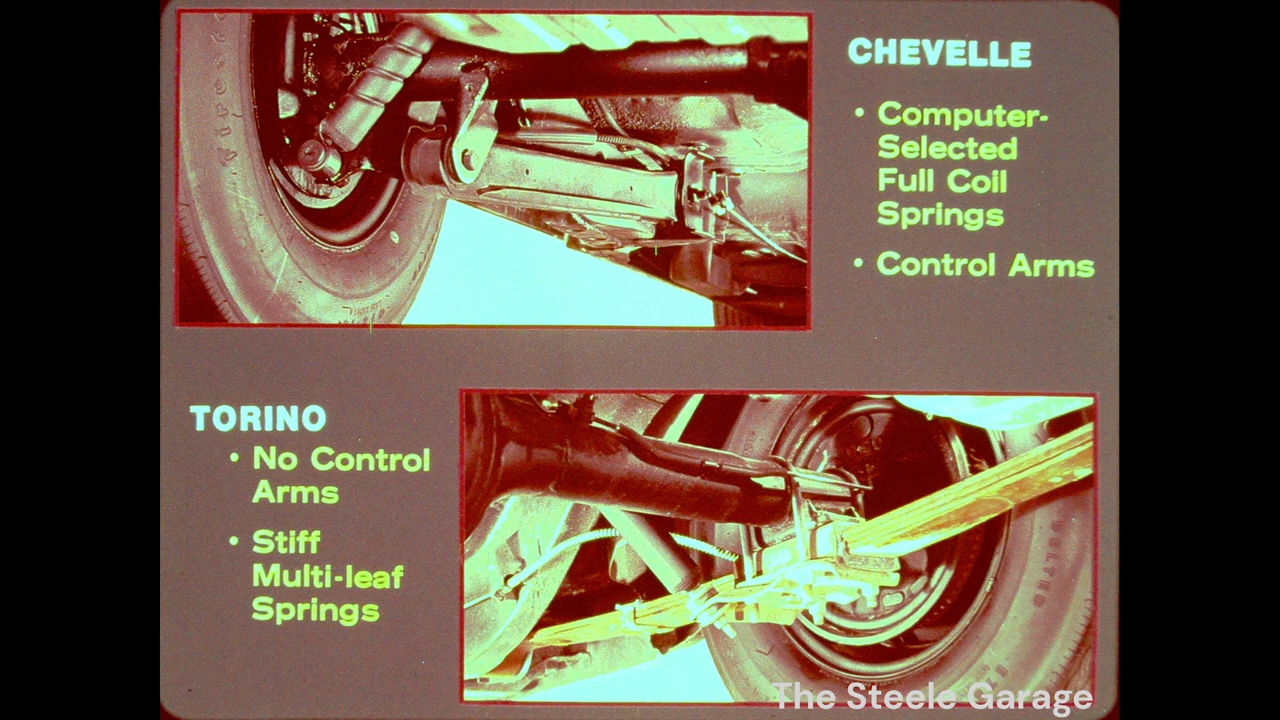 CHEVELLE
• Computer-
Selected
Full Coil
Springs
• Control Arms
TORINO
• No Control
Arms
• Stiff
Multi-leaf
Springs
The Steele Garage